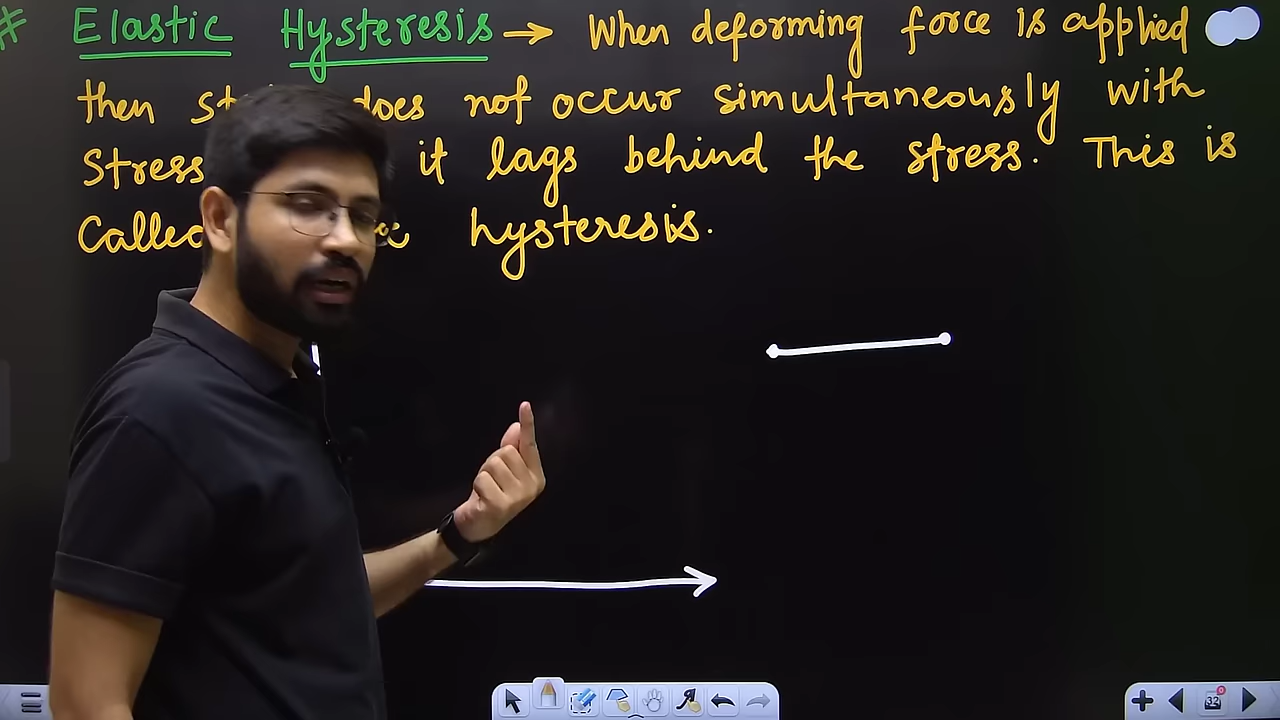 # Elastic Hysteresis → When deforming force is applied
then does not occur simultaneously with
Stress it lags behind the stress. This is
Called hysteresis.
32